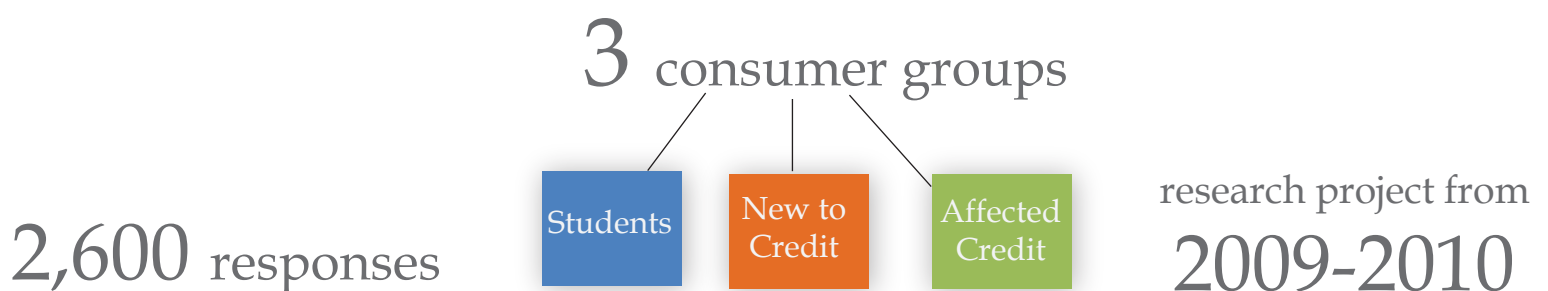 3 consumer groups
Students
New to
Credit
Affected
Credit
2,600 responses
research project from
2009-2010